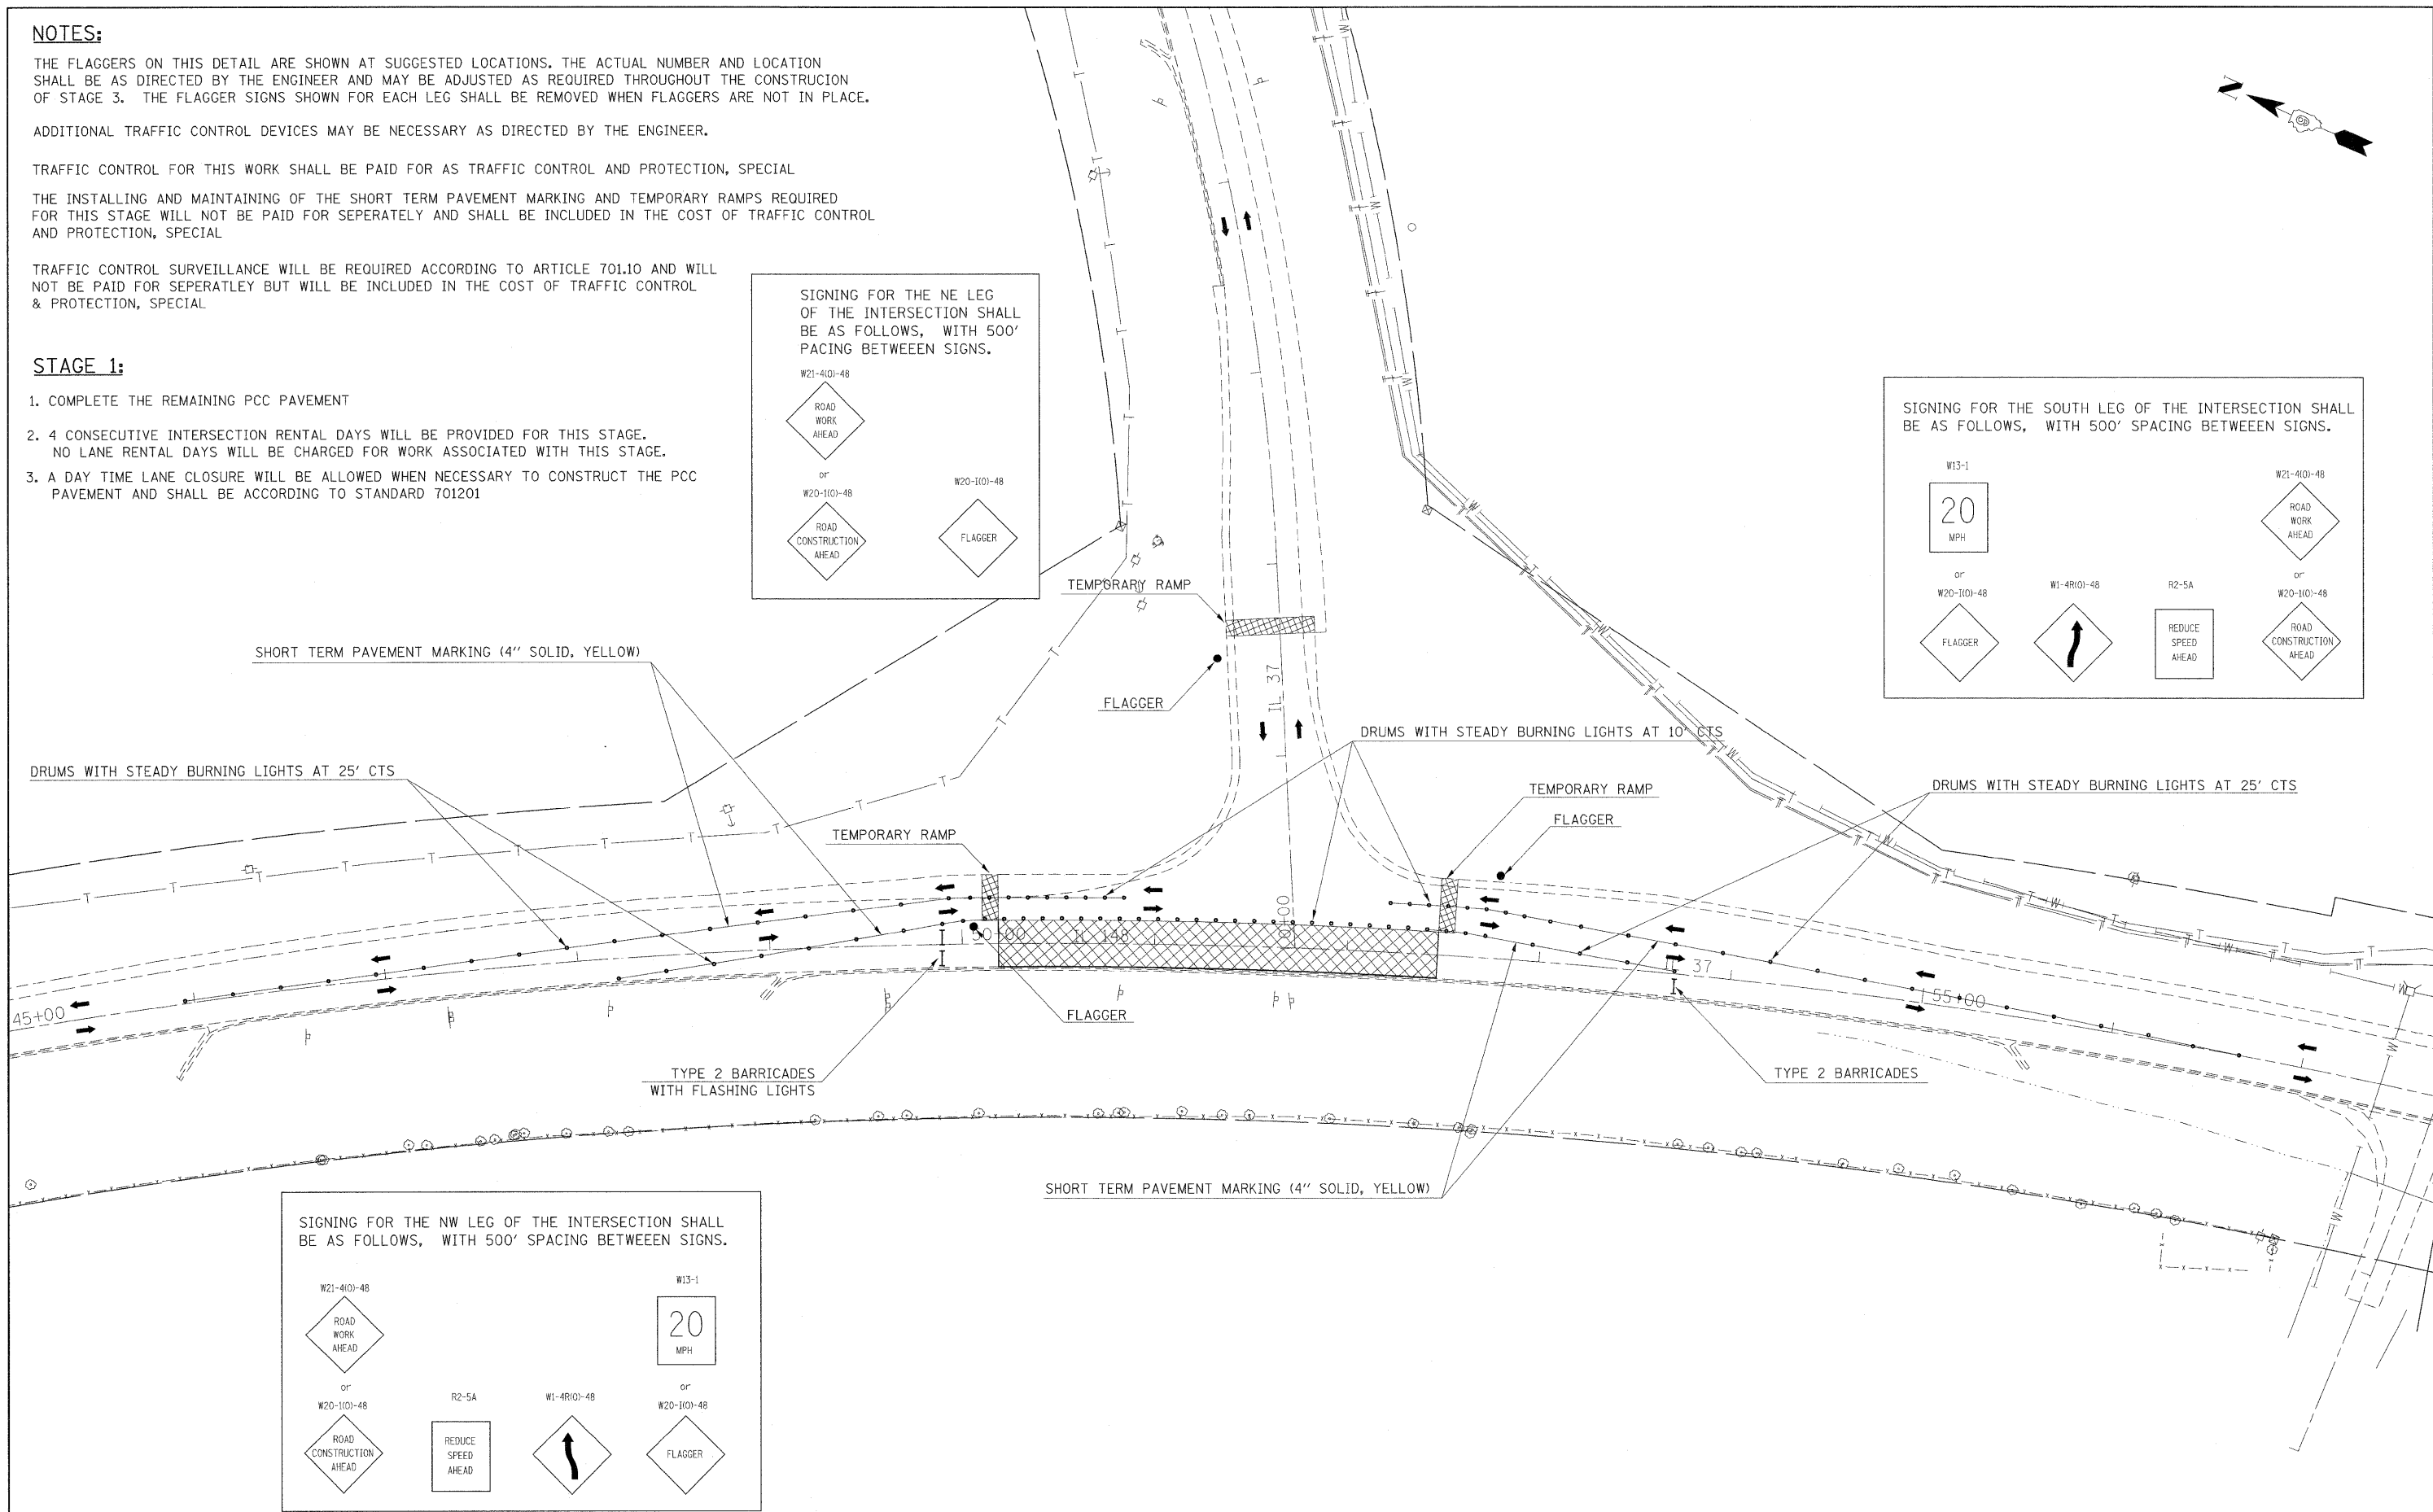 NOTES:
THE FLAGGERS ON THIS DETAIL ARE SHOWN AT SUGGESTED LOCATIONS. THE ACTUAL NUMBER AND LOCATION
SHALL BE AS DIRECTED BY THE ENGINEER AND MAY BE ADJUSTED AS REQUIRED THROUGHOUT THE CONSTRUCION
OF STAGE 3. THE FLAGGER SIGNS SHOWN FOR EACH LEG SHALL BE REMOVED WHEN FLAGGERS ARE NOT IN PLACE.
ADDITIONAL TRAFFIC CONTROL DEVICES MAY BE NECESSARY AS DIRECTED BY THE ENGINEER.
TRAFFIC CONTROL FOR THIS WORK SHALL BE PAID FOR AS TRAFFIC CONTROL AND PROTECTION, SPECIAL
THE INSTALLING AND MAINTAINING OF THE SHORT TERM PAVEMENT MARKING AND TEMPORARY RAMPS REQUIRED
FOR THIS STAGE WILL NOT BE PAID FOR SEPERATELY AND SHALL BE INCLUDED IN THE COST OF TRAFFIC CONTROL
AND PROTECTION, SPECIAL
TRAFFIC CONTROL SURVEILLANCE WILL BE REQUIRED ACCORDING TO ARTICLE 701.10 AND WILL
NOT BE PAID FOR SEPERATLEY BUT WILL BE INCLUDED IN THE COST OF TRAFFIC CONTROL
& PROTECTION, SPECIAL
STAGE 1:
1. COMPLETE THE REMAINING PCC PAVEMENT
2. 4 CONSECUTIVE INTERSECTION RENTAL DAYS WILL BE PROVIDED FOR THIS STAGE.
NO LANE RENTAL DAYS WILL BE CHARGED FOR WORK ASSOCIATED WITH THIS STAGE.
3. A DAY TIME LANE CLOSURE WILL BE ALLOWED WHEN NECESSARY TO CONSTRUCT THE PCC
PAVEMENT AND SHALL BE ACCORDING TO STANDARD 701201
N
SIGNING FOR THE NE LEG
OF THE INTERSECTION SHALL
BE AS FOLLOWS, WITH 500'
PACING BETWEEEN SIGNS.
W21-4(O)-48
ROAD
WORK
AHEAD
or
W20-1(O)-48
ROAD
CONSTRUCTION
AHEAD
W20-I(O)-48
FLAGGER
SIGNING FOR THE SOUTH LEG OF THE INTERSECTION SHALL
BE AS FOLLOWS, WITH 500' SPACING BETWEEEN SIGNS.
W13-1
20
MPH
or
W20-I(O)-48
FLAGGER
W1-4R(O)-48
R2-5A
REDUCE
SPEED
AHEAD
W21-4(O)-48
ROAD
WORK
AHEAD
or
W20-1(O)-48
ROAD
CONSTRUCTION
AHEAD
TEMPORARY RAMP
SHORT TERM PAVEMENT MARKING (4" SOLID, YELLOW)
IL 37
FLAGGER
DRUMS WITH STEADY BURNING LIGHTS AT 10' CTS
DRUMS WITH STEADY BURNING LIGHTS AT 25' CTS
TEMPORARY RAMP
DRUMS WITH STEADY BURNING LIGHTS AT 25' CTS
FLAGGER
TEMPORARY RAMP
50+00
IL 148
0+00
37
55+00
45+00
FLAGGER
TYPE 2 BARRICADES
WITH FLASHING LIGHTS
TYPE 2 BARRICADES
SHORT TERM PAVEMENT MARKING (4" SOLID, YELLOW)
SIGNING FOR THE NW LEG OF THE INTERSECTION SHALL
BE AS FOLLOWS, WITH 500' SPACING BETWEEEN SIGNS.
W21-4(O)-48
ROAD
WORK
AHEAD
or
W20-1(O)-48
ROAD
CONSTRUCTION
AHEAD
R2-5A
REDUCE
SPEED
AHEAD
W1-4R(O)-48
W13-1
20
MPH
or
W20-I(O)-48
FLAGGER